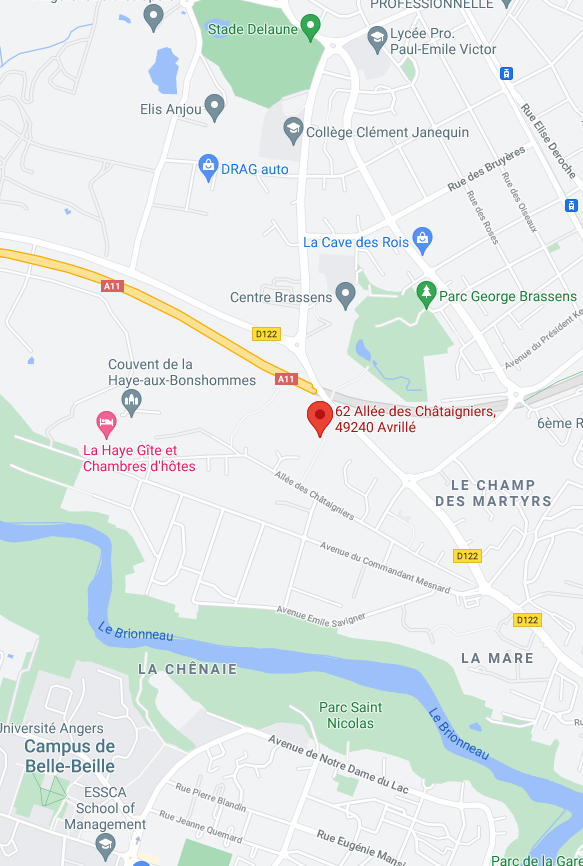 PROFESSIONNELLE
Stade Delaune
Lycée Pro.
Paul-Emile Victor
Elis Anjou
Rue Elise Deroche
Collège Clément Janequin
DRAG auto
Rue des Bruyères
Rue des Roses
Rue des Oiseaux
La Cave des Rois
A11
Centre Brassens
Parc George Brassens
D122
Avenue du Président Ke
Couvent de la
Haye-aux-Bonshommes
A11
62 Allée des Châtaigniers,
49240 Avrillé
6ème R
La Haye Gîte et
Chambres d'hôtes
Allée des Châtaigniers
LE CHAMP
DES MARTYRS
Avenue du Commandant Mesnard
D122
Avenue Emile Savigner
D122
Le Brionneau
LA CHÊNAIE
LA MARE
Parc Saint
Nicolas
Le Brionneau
Université Angers
Campus de
Belle-Beille
Avenue de Notre Dame du Lac
Ru
ESSCA
School of
Management
Rue Pierre Blandin
Rue Jeanne Quemard
Rue Eugénie Mans
Parc de la Gare